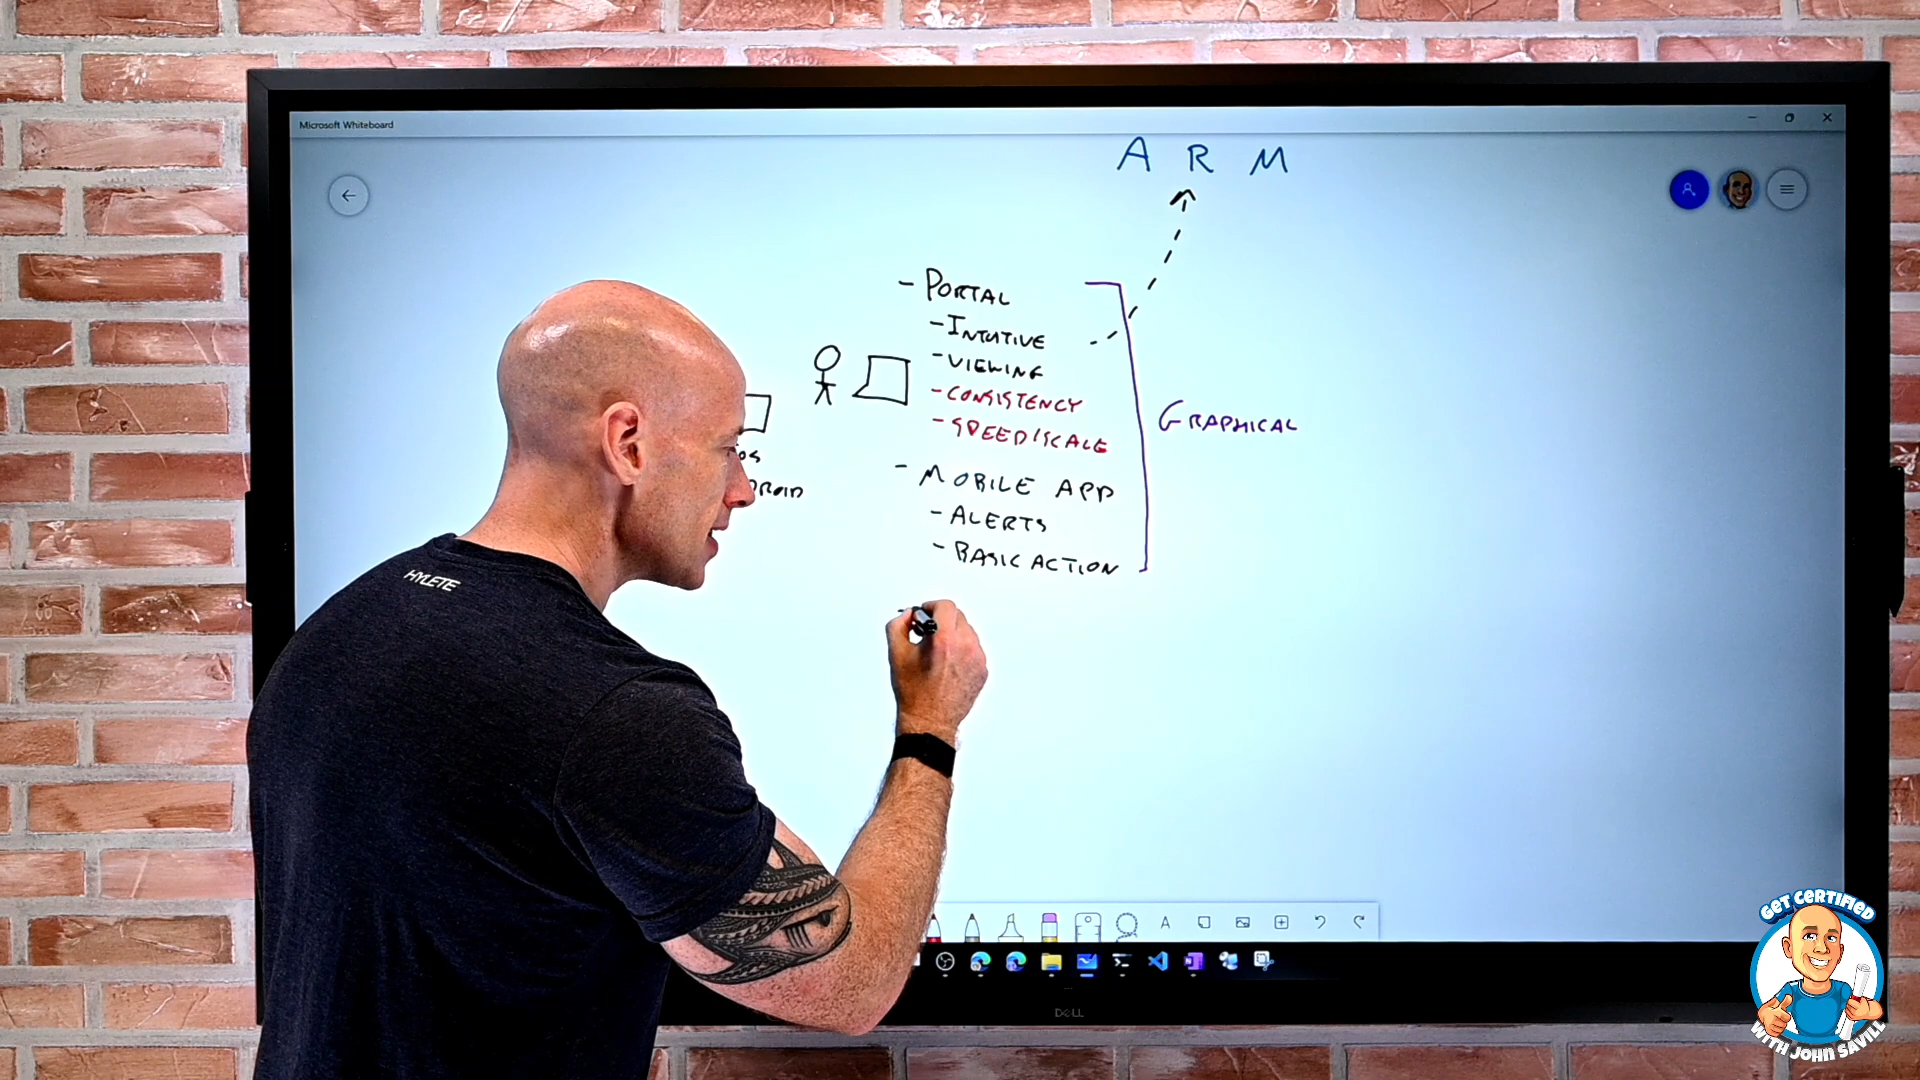 Microsoft Whiteboard
A R M
- PORTAL
- INTUITIVE
- VIEWING
- CONSISTENCY
- SPEED/SCALE
GRAPHICAL
- MOBILE APP
- ALERTS
- BASIC ACTION
HYLETE
DELL
GET CERTIFIED
WITH JOHN SAVILL